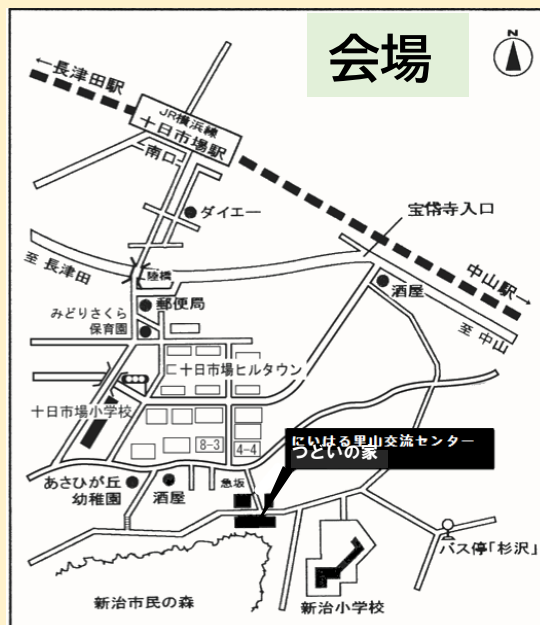 会場
N
←長津田駅
JR横浜線
十日市場駅
南口
ダイエー
宝帒寺入口
至 長津田
陸橋
中山駅→
酒屋
至 中山
郵便局
みどりさくら
保育園
十日市場ヒルタウン
十日市場小学校
8-3
4-4
にいはる里山交流センター
つどいの家
あさひが丘
幼稚園
酒屋
急坂
バス停「杉沢」
新治市民の森
新治小学校